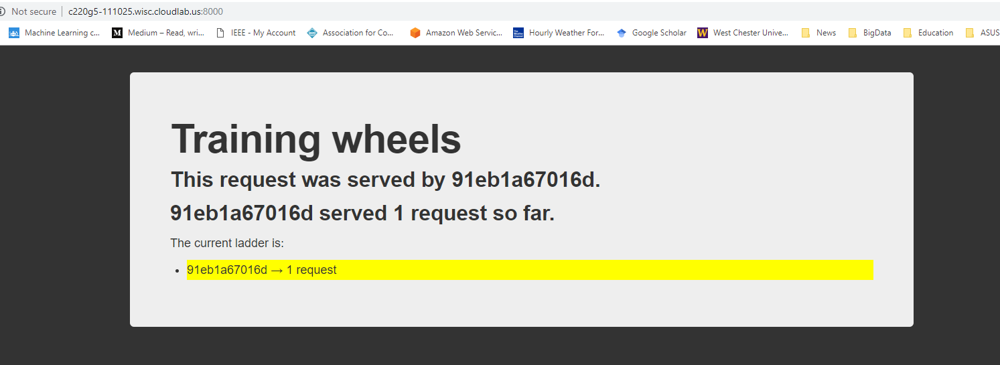 Not secure | c220g5-111025.wisc.cloudlab.us:8000
Machine Learning c... Medium – Read, wri... IEEE - My Account Association for Co... Amazon Web Servic... Hourly Weather For... Google Scholar West Chester Unive... News BigData Education ASUS
Training wheels
This request was served by 91eb1a67016d.
91eb1a67016d served 1 request so far.
The current ladder is:
• 91eb1a67016d → 1 request